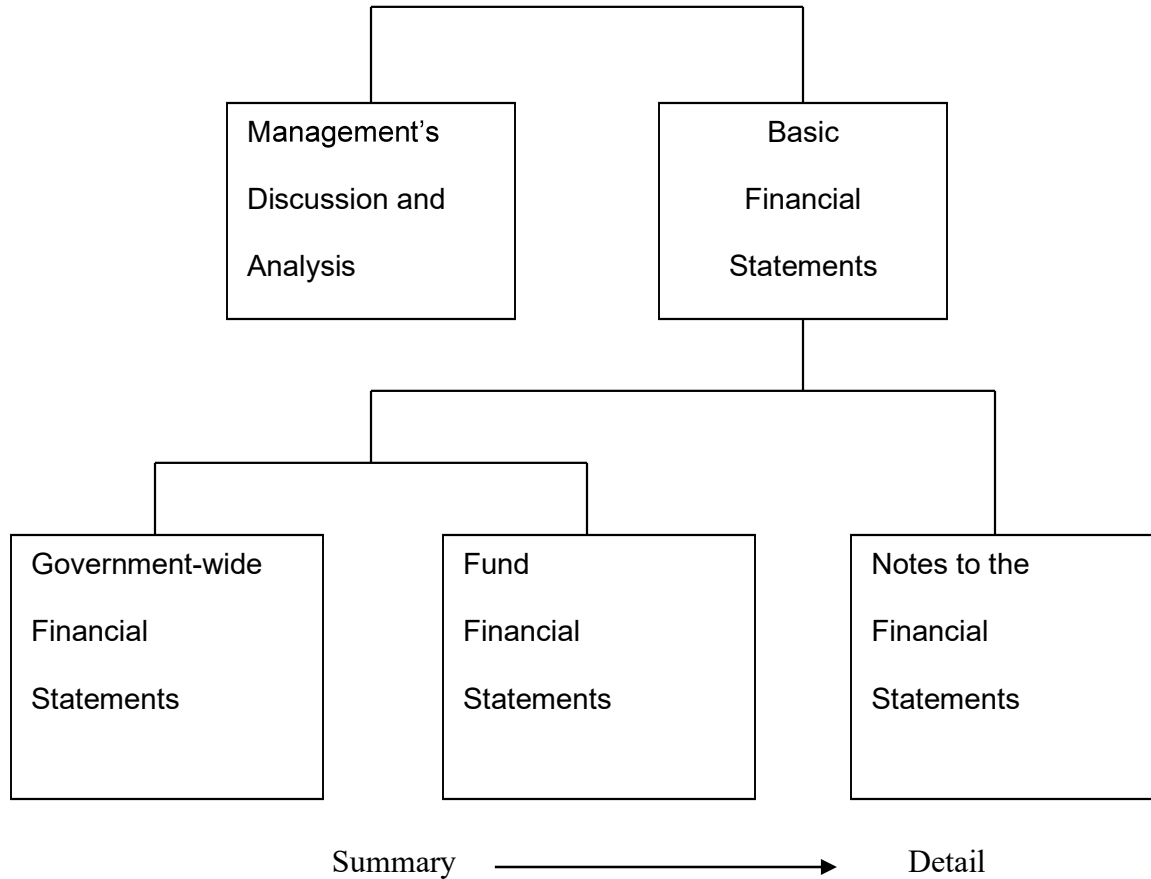 Management’s
Discussion and
Analysis
Basic
Financial
Statements
Government-wide
Financial
Statements
Fund
Financial
Statements
Notes to the
Financial
Statements
Summary
Detail